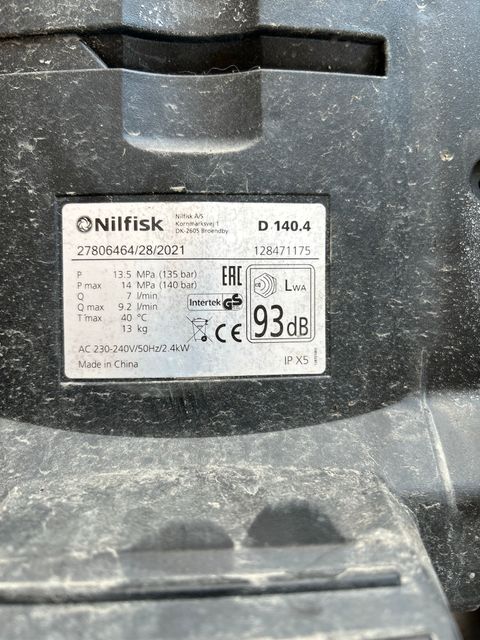 Nilfisk
Nilfisk A/S
Kornmarksvej 1
DK-2605 Broendby
D 140.4
27806464/28/2021 128471175
P 13.5 MPa (135 bar)
P max 14 MPa (140 bar)
Q 7 l/min
Q max 9.2 l/min
T'max 40 °C
13 kg
EAC
Intertek GS
CE
LWA
93dB
AC 230-240V/50Hz/2.4kW
Made in China
IP X5